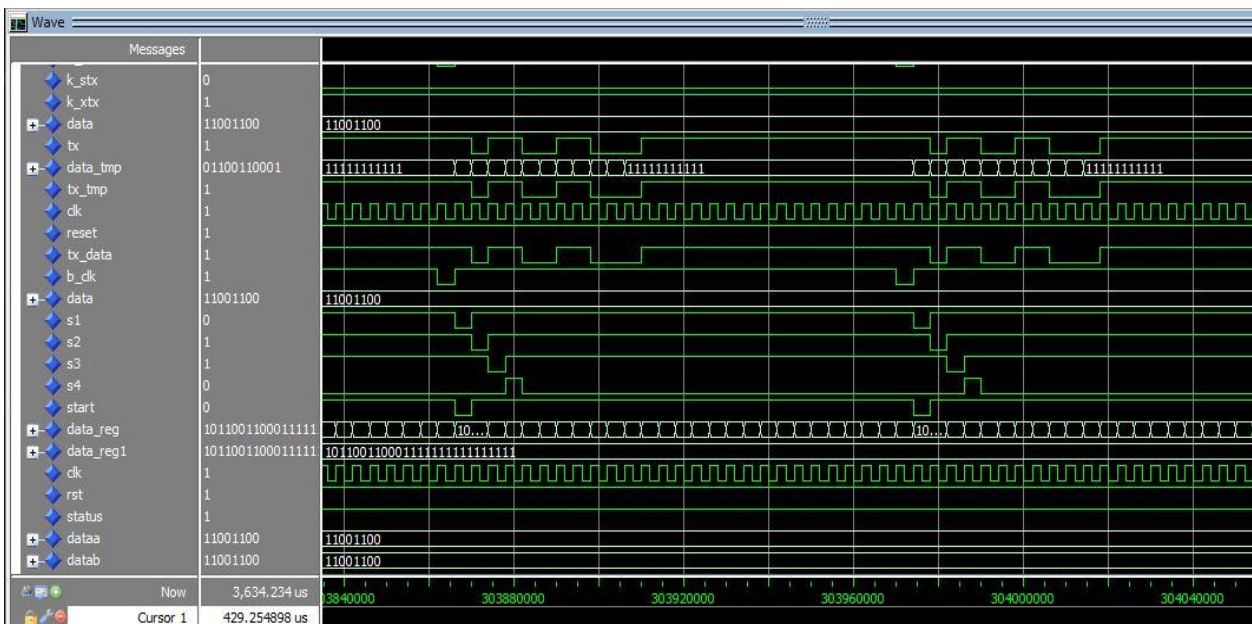 Wave
Messages
k_stx 0
k_xtx 1
data 11001100 11001100
tx 1
data_tmp 01100110001 11111111111 11111111111 11111111111
tx_tmp 1
clk 1
reset 1
tx_data 1
b_clk 1
data 11001100 11001100
s1 0
s2 1
s3 1
s4 0
start 0
data_reg 1011001100011111 10... 10...
data_reg1 1011001100011111
clk 1
rst 1
status 1
dataa 11001100 11001100
datab 11001100 11001100
Now 3,634.234 us 303880000 303920000 303960000 304000000 304040000
Cursor 1 429.254898 us